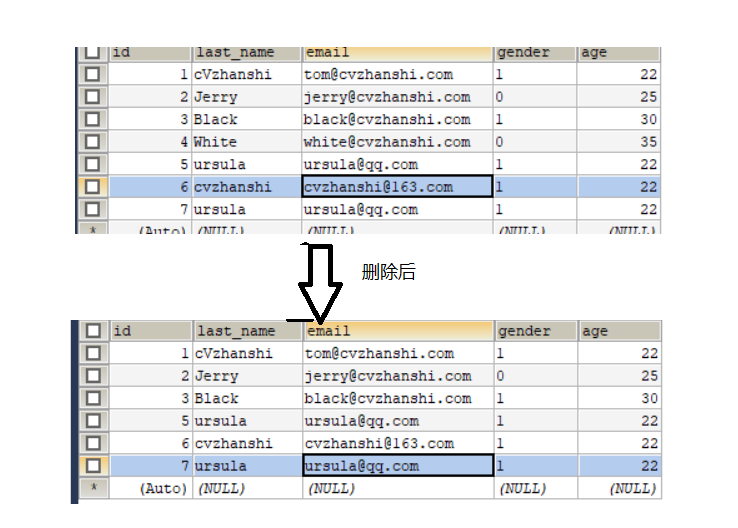 id last_name email gender age
1 cVzhanshi tom@cvzhanshi.com 1 22
2 Jerry jerry@cvzhanshi.com 0 25
3 Black black@cvzhanshi.com 1 30
4 White white@cvzhanshi.com 0 35
5 ursula ursula@qq.com 1 22
6 cvzhanshi cvzhanshi@163.com 1 22
7 ursula ursula@qq.com 1 22
* (Auto) (NULL) (NULL) (NULL) (NULL)
删除后
id last_name email gender age
1 cVzhanshi tom@cvzhanshi.com 1 22
2 Jerry jerry@cvzhanshi.com 0 25
3 Black black@cvzhanshi.com 1 30
5 ursula ursula@qq.com 1 22
6 cvzhanshi cvzhanshi@163.com 1 22
7 ursula ursula@qq.com 1 22
* (Auto) (NULL) (NULL) (NULL) (NULL)